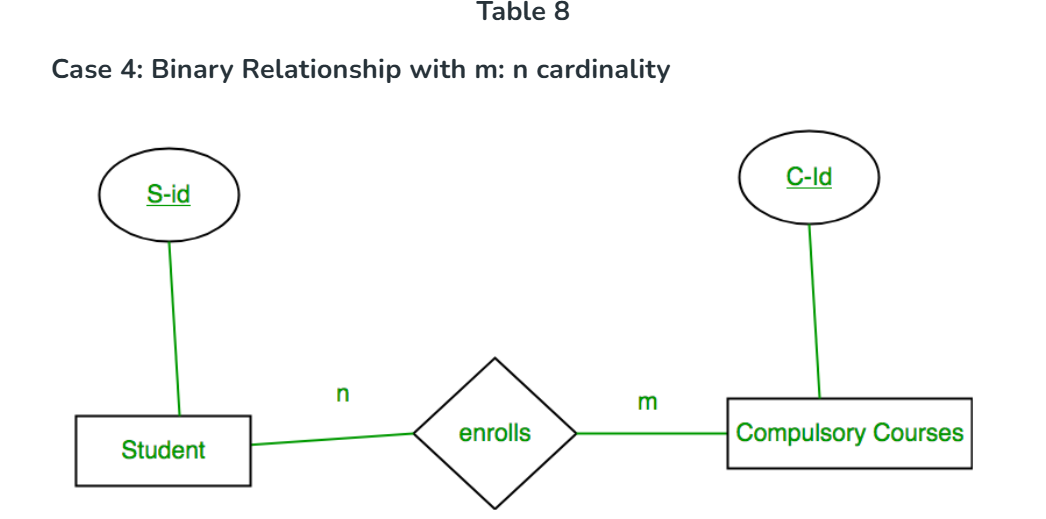 Table 8
Case 4: Binary Relationship with m: n cardinality
S-id
C-Id
n
m
Student
enrolls
Compulsory Courses